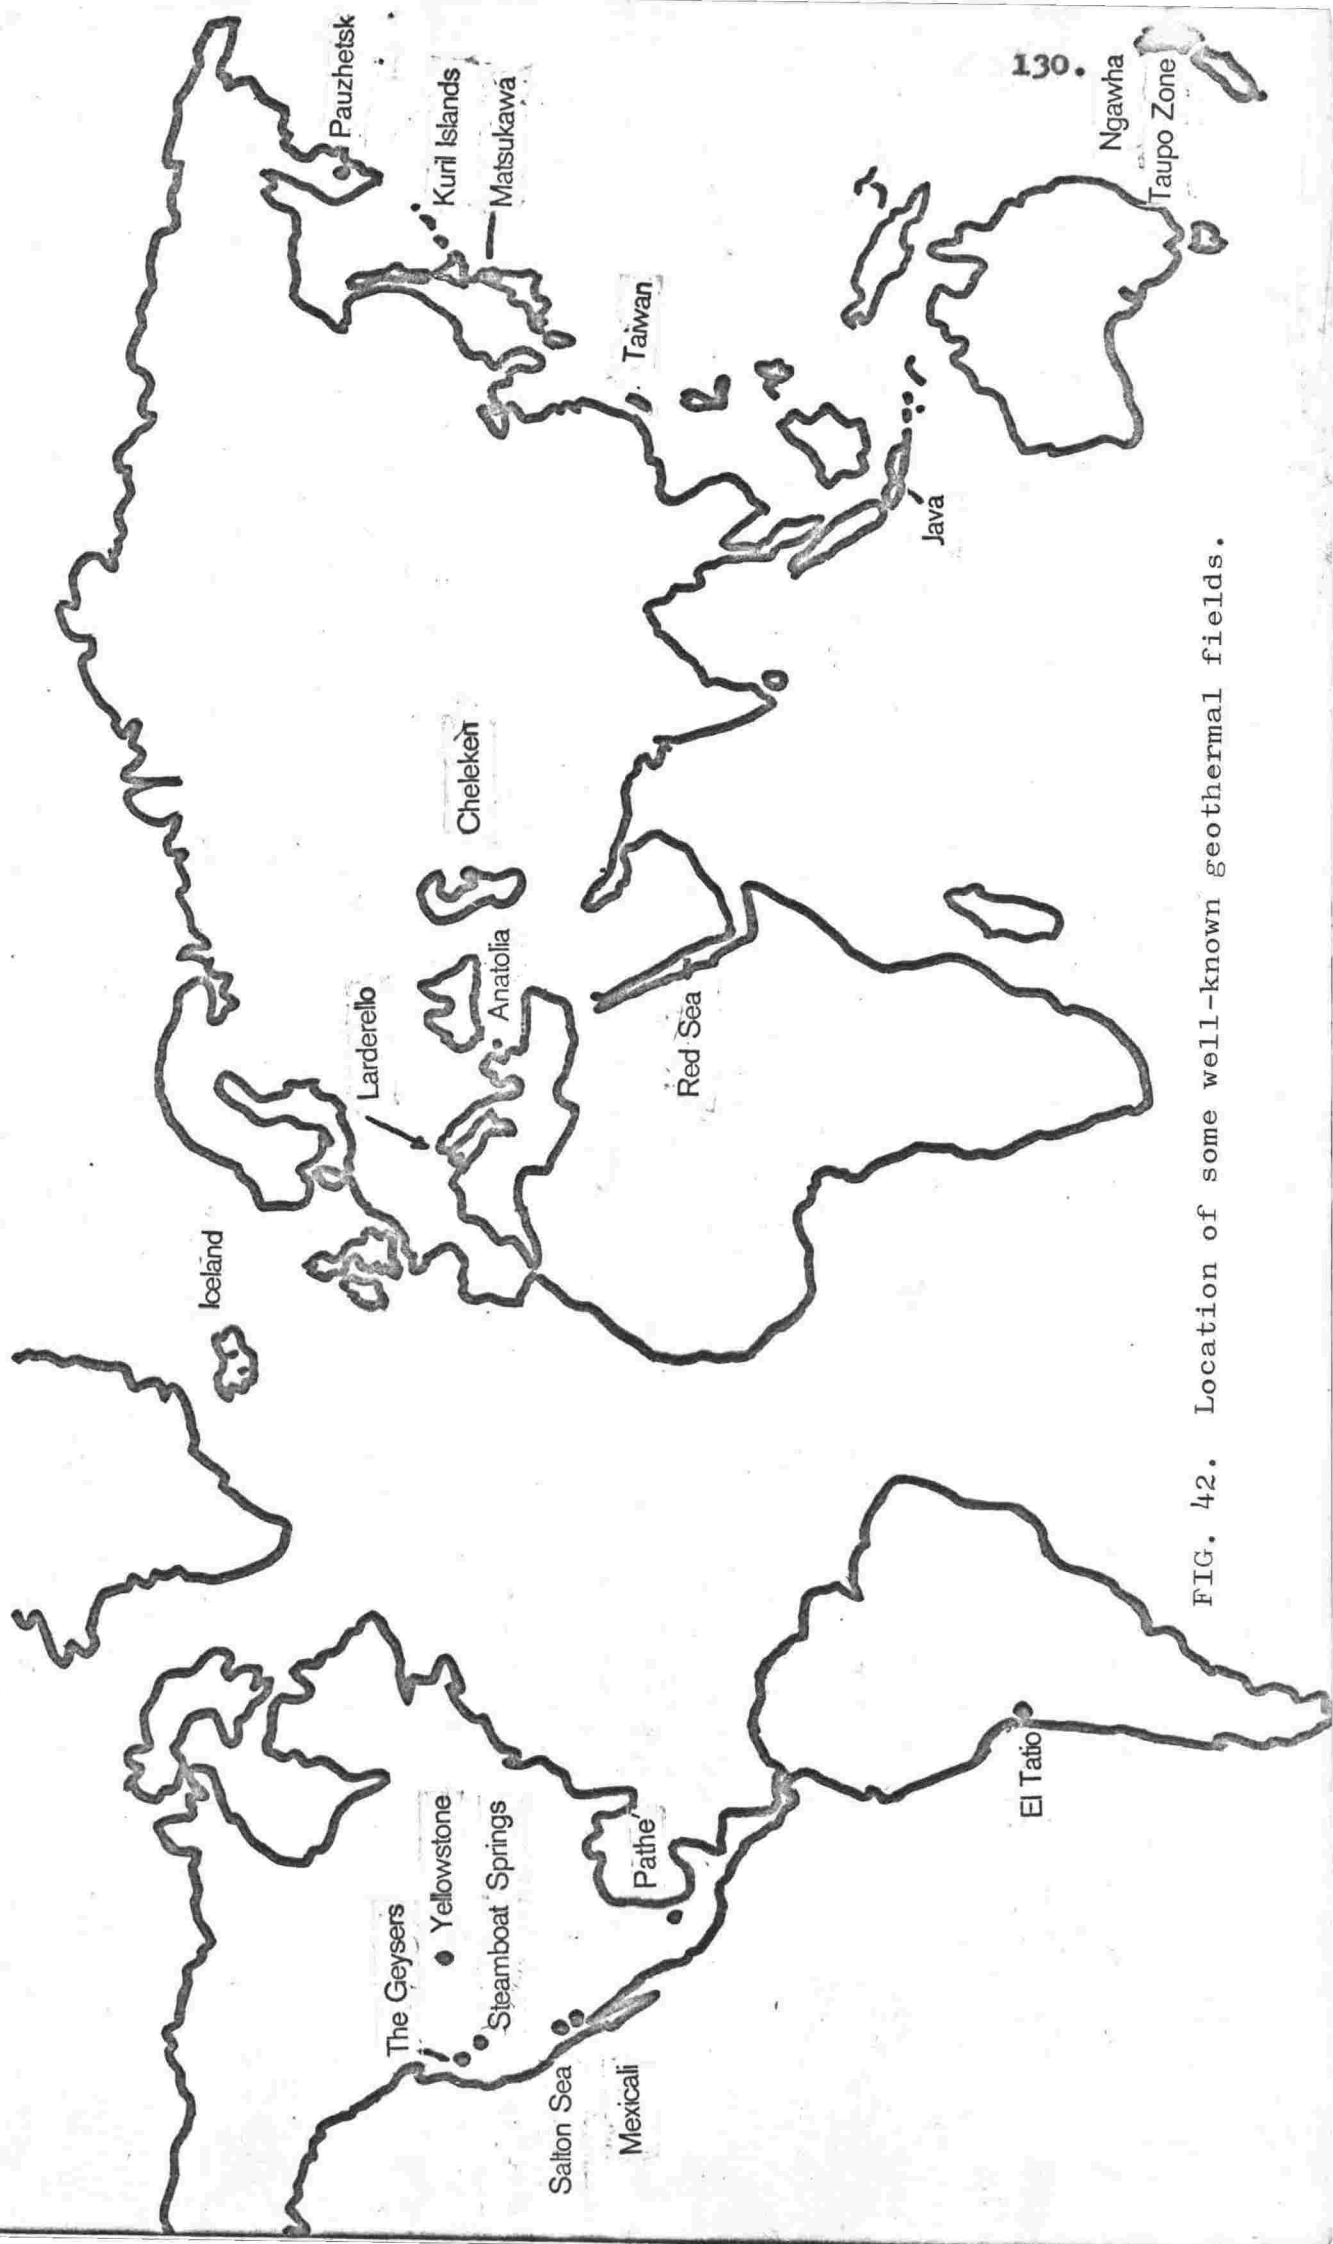 130.
Iceland
Pauzhetsk
Kuril Islands
Matsukawa
Larderello
Cheleken
Anatolia
The Geysers
Yellowstone
Steamboat Springs
Taiwan
Salton Sea
Mexicali
Pathé
Red Sea
Java
El Tatio
Ngawha
Taupo Zone
FIG. 42. Location of some well-known geothermal fields.